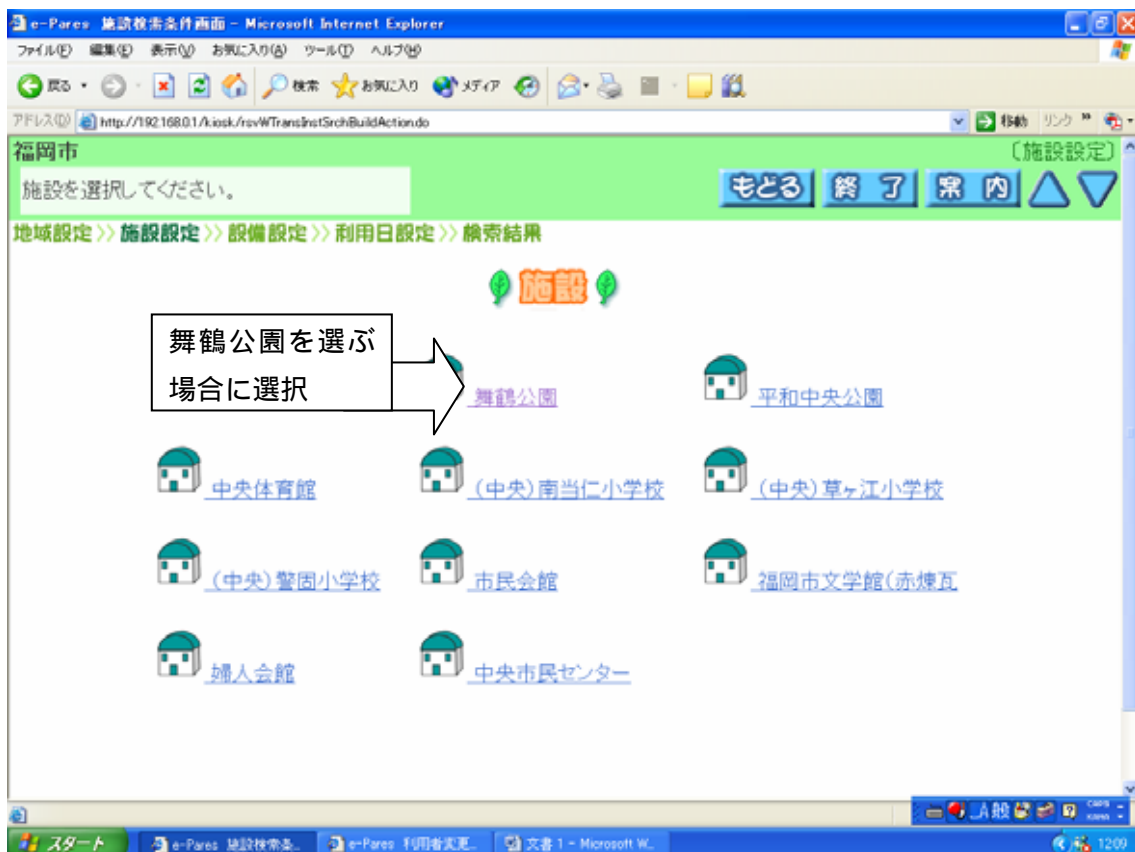 e-Pares 施設検索条件画面 - Microsoft Internet Explorer
ファイル(F) 編集(E) 表示(V) お気に入り(A) ツール(T) ヘルプ(H)
戻る 検索 お気に入り メディア
アドレス(D) http://192.168.0.1/kiosk/rsvWTransInstSrchBuildAction.do 移動 リンク »
福岡市 〔施設設定〕
施設を選択してください。 もどる 終了 案内
地域設定>>施設設定>>設備設定>>利用日設定>>検索結果
施設
舞鶴公園を選ぶ
場合に選択
舞鶴公園 平和中央公園
中央体育館 (中央)南当仁小学校 (中央)草ヶ江小学校
(中央)警固小学校 市民会館 福岡市文学館(赤煉瓦
婦人会館 中央市民センター
A般 CAPS
KANA
スタート e-Pares 施設検索条... e-Pares 利用者変更... 文書 1 - Microsoft W... 12:09